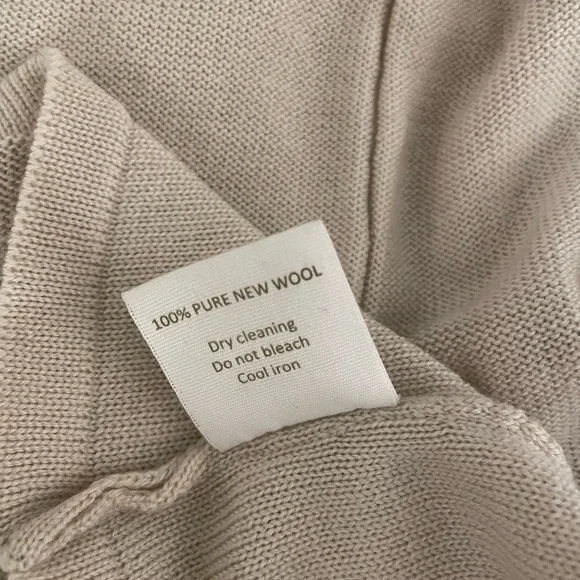 100% PURE NEW WOOL
Dry cleaning
Do not bleach
Cool iron